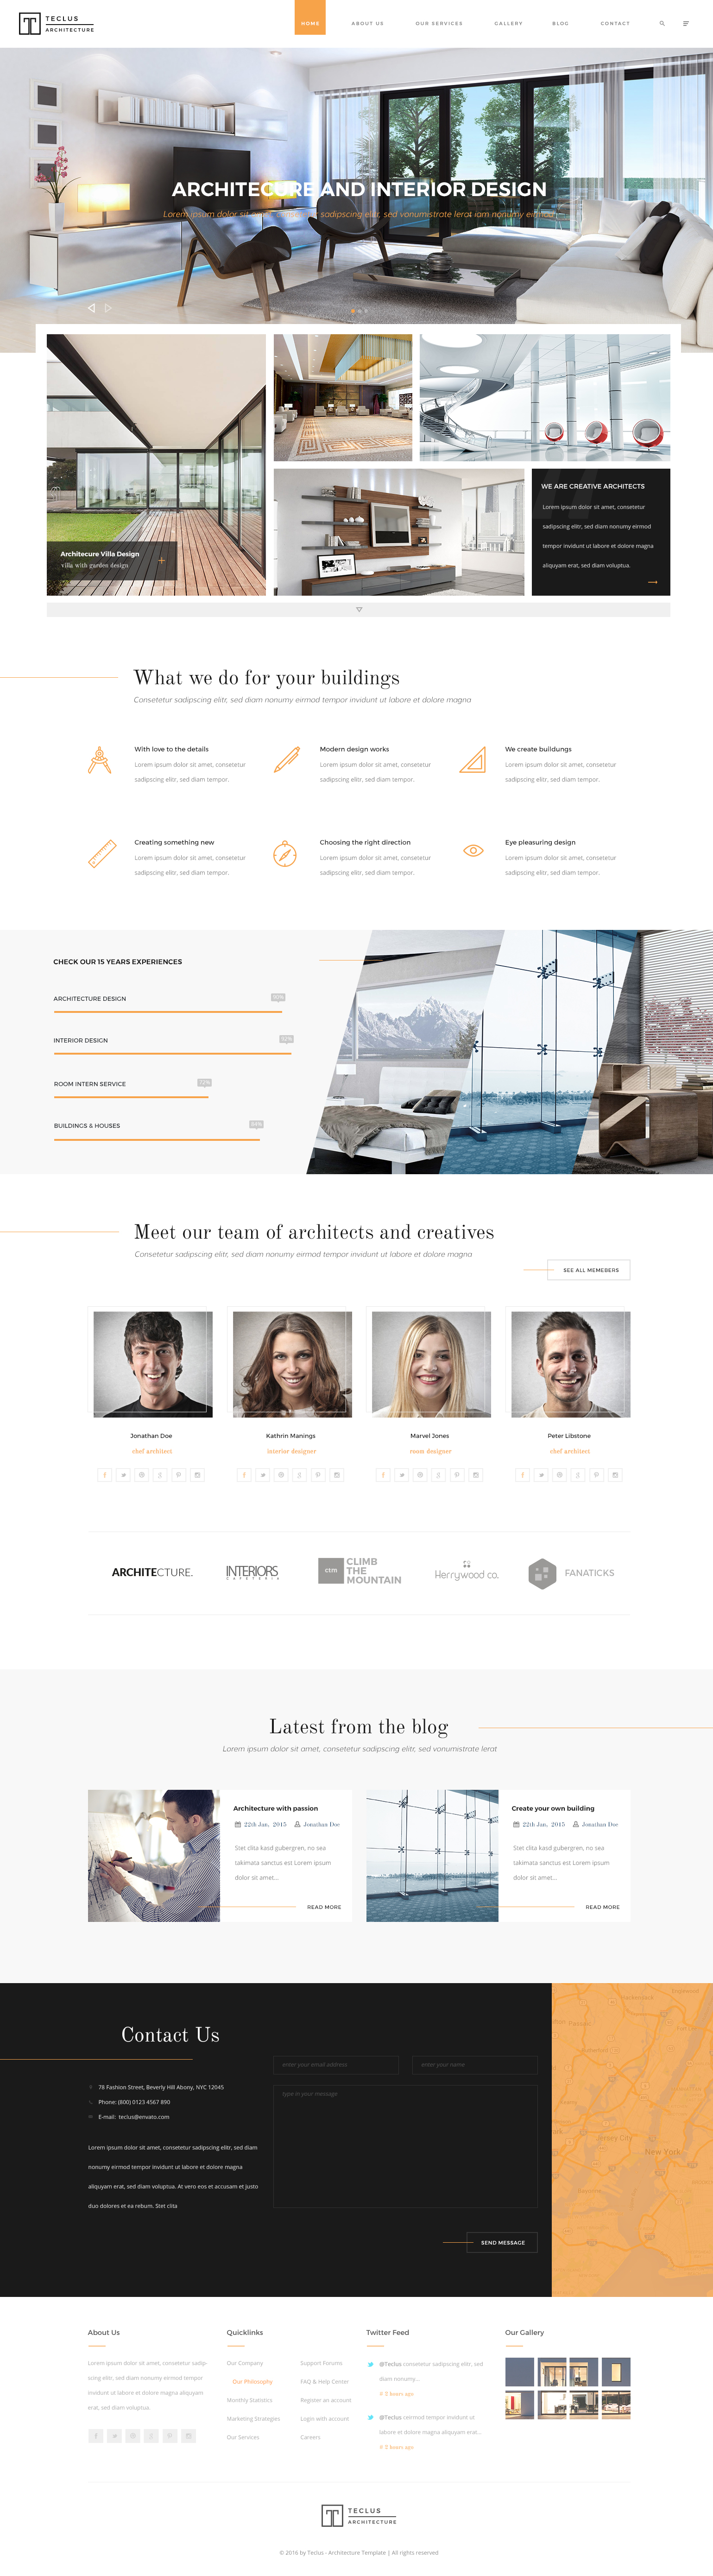 TECLUS
ARCHITECTURE
HOME
ABOUT US
OUR SERVICES
GALLERY
BLOG
CONTACT
ARCHITECURE AND INTERIOR DESIGN
Lorem ipsum dolor sit amet, consetetur sadipscing elitr, sed vonumistrate lerat iam nonumy eirmod
Architecure Villa Design
villa with garden design
WE ARE CREATIVE ARCHITECTS
Lorem ipsum dolor sit amet, consetetur
sadipscing elitr, sed diam nonumy eirmod
tempor invidunt ut labore et dolore magna
aliquyam erat, sed diam voluptua.
What we do for your buildings
Consetetur sadipscing elitr, sed diam nonumy eirmod tempor invidunt ut labore et dolore magna
With love to the details
Lorem ipsum dolor sit amet, consetetur
sadipscing elitr, sed diam tempor.
Modern design works
Lorem ipsum dolor sit amet, consetetur
sadipscing elitr, sed diam tempor.
We create buildungs
Lorem ipsum dolor sit amet, consetetur
sadipscing elitr, sed diam tempor.
Creating something new
Lorem ipsum dolor sit amet, consetetur
sadipscing elitr, sed diam tempor.
Choosing the right direction
Lorem ipsum dolor sit amet, consetetur
sadipscing elitr, sed diam tempor.
Eye pleasuring design
Lorem ipsum dolor sit amet, consetetur
sadipscing elitr, sed diam tempor.
CHECK OUR 15 YEARS EXPERIENCES
ARCHITECTURE DESIGN
INTERIOR DESIGN
ROOM INTERN SERVICE
BUILDINGS & HOUSES
Meet our team of architects and creatives
Consetetur sadipscing elitr, sed diam nonumy eirmod tempor invidunt ut labore et dolore magna
SEE ALL MEMEBERS
Jonathan Doe
chef architect
Kathrin Manings
interior designer
Marvel Jones
room designer
Peter Libstone
chef architect
ARCHITECTURE.
INTERIORS
CAFETERIA
ctm
CLIMB
THE
MOUNTAIN
Herrywood co.
FANATICKS
Latest from the blog
Lorem ipsum dolor sit amet, consetetur sadipscing elitr, sed vonumistrate lerat
Architecture with passion
22th Jan, 2015
Jonathan Doe
Stet clita kasd gubergren, no sea
takimata sanctus est Lorem ipsum
dolor sit amet...
READ MORE
Create your own building
22th Jan, 2015
Jonathan Doe
Stet clita kasd gubergren, no sea
takimata sanctus est Lorem ipsum
dolor sit amet...
READ MORE
Contact Us
78 Fashion Street, Beverly Hill Abony, NYC 12045
Phone: (800) 0123 4567 890
E-mail: teclus@envato.com
Lorem ipsum dolor sit amet, consetetur sadipscing elitr, sed diam
nonumy eirmod tempor invidunt ut labore et dolore magna
aliquyam erat, sed diam voluptua. At vero eos et accusam et justo
duo dolores et ea rebum. Stet clita
enter your email address
enter your name
type in your message
SEND MESSAGE
Jersey City
New York
About Us
Lorem ipsum dolor sit amet, consetetur sadip-
scing elitr, sed diam nonumy eirmod tempor
invidunt ut labore et dolore magna aliquyam
erat, sed diam voluptua.
Quicklinks
Our Company
Our Philosophy
Monthly Statistics
Marketing Strategies
Our Services
Support Forums
FAQ & Help Center
Register an account
Login with account
Careers
Twitter Feed
@Teclus consetetur sadipscing elitr, sed
diam nonumy...
2 hours ago
@Teclus coirmod tempor invidunt ut
labore et dolore magna aliquyam erat...
2 hours ago
Our Gallery
TECLUS
ARCHITECTURE
© 2016 by Teclus - Architecture Template | All rights reserved